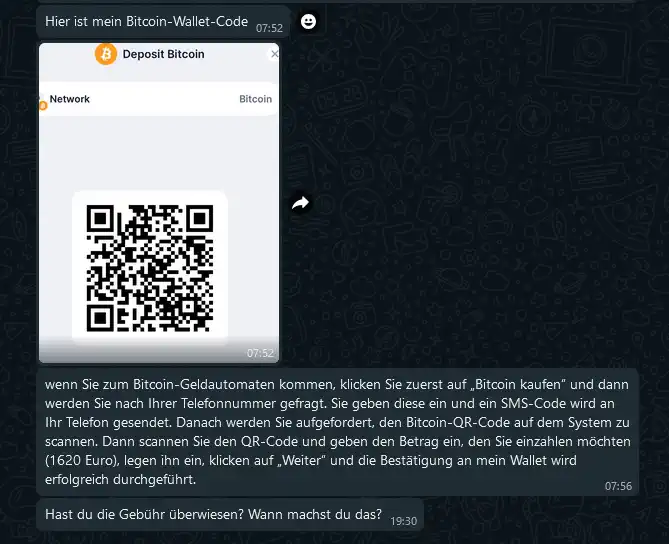 Hier ist mein Bitcoin-Wallet-Code
07:52
Deposit Bitcoin
Network
Bitcoin
07:52
wenn Sie zum Bitcoin-Geldautomaten kommen, klicken Sie zuerst auf „Bitcoin kaufen“ und dann
werden Sie nach Ihrer Telefonnummer gefragt. Sie geben diese ein und ein SMS-Code wird an
Ihr Telefon gesendet. Danach werden Sie aufgefordert, den Bitcoin-QR-Code auf dem System zu
scannen. Dann scannen Sie den QR-Code und geben den Betrag ein, den Sie einzahlen möchten
(1620 Euro), legen ihn ein, klicken auf „Weiter“ und die Bestätigung an mein Wallet wird
erfolgreich durchgeführt.
07:56
Hast du die Gebühr überwiesen? Wann machst du das?
19:30